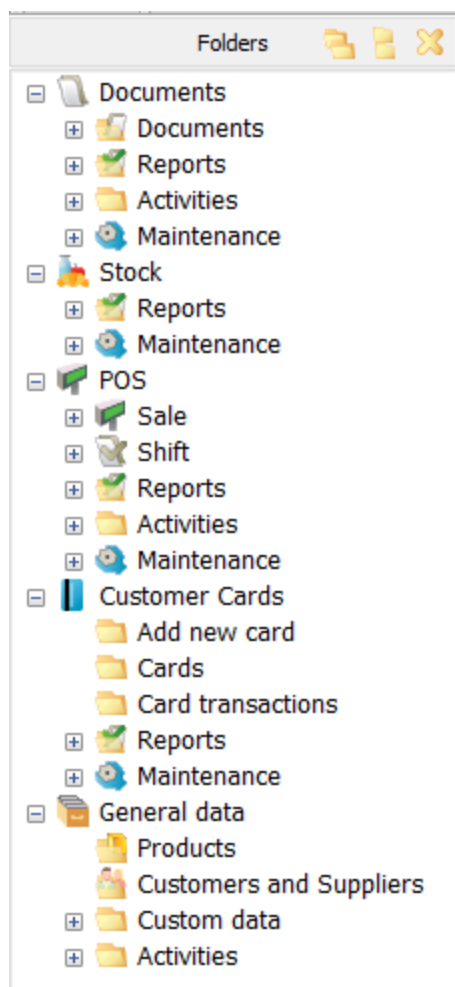 Folders
Documents
Documents
Reports
Activities
Maintenance
Stock
Reports
Maintenance
POS
Sale
Shift
Reports
Activities
Maintenance
Customer Cards
Add new card
Cards
Card transactions
Reports
Maintenance
General data
Products
Customers and Suppliers
Custom data
Activities